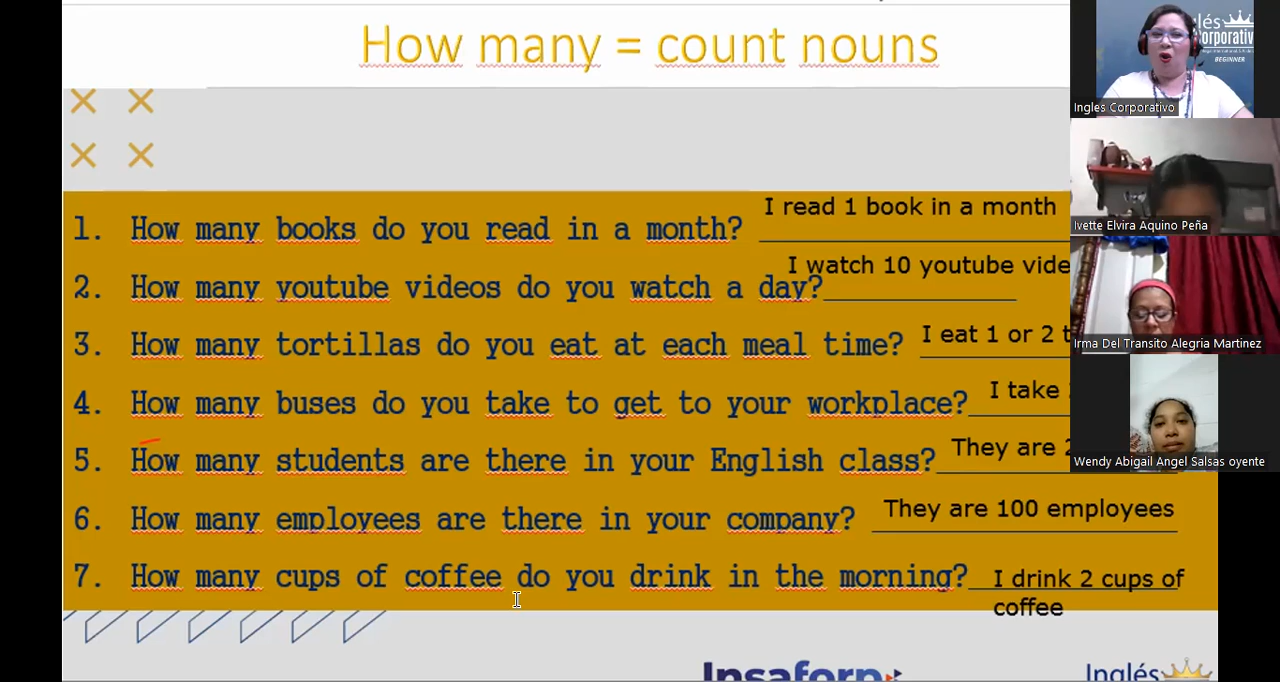 How many = count nouns
1. How many books do you read in a month? I read 1 book in a month
2. How many youtube videos do you watch a day? I watch 10 youtube
3. How many tortillas do you eat at each meal time? I eat 1 or 2
4. How many buses do you take to get to your workplace? I take
5. How many students are there in your English class? They are
6. How many employees are there in your company? They are 100 employees
7. How many cups of coffee do you drink in the morning? I drink 2 cups of
coffee
Insaforp
Inglés
Inglés
Corporativo
BEGINNER
Ingles Corporativo
Ivette Elvira Aquino Peña
Irma Del Transito Alegria Martinez
Wendy Abigail Angel Salsas oyente